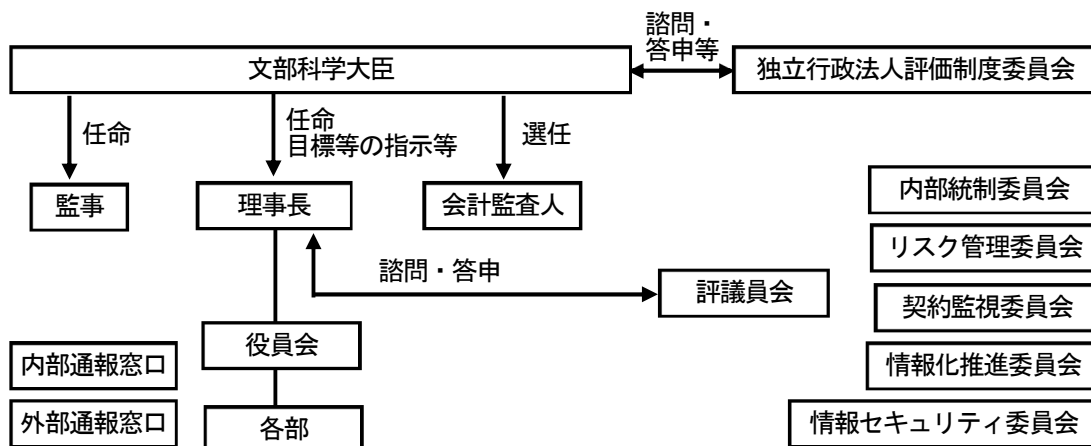 諮問・
答申等
文部科学大臣
独立行政法人評価制度委員会
任命
任命
目標等の指示等
選任
監事
理事長
会計監査人
内部統制委員会
リスク管理委員会
諮問・答申
評議員会
契約監視委員会
役員会
内部通報窓口
情報化推進委員会
外部通報窓口
各部
情報セキュリティ委員会